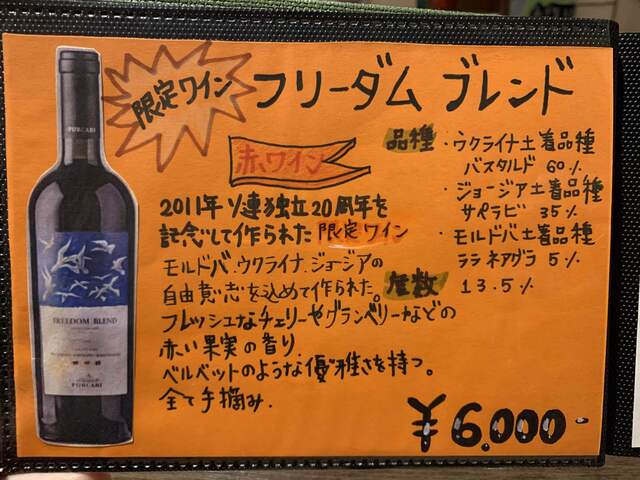 限定ワイン
フリーダム ブレンド
赤ワイン
2011年ソ連が独立20周年を
記念して作られた 限定ワイン
モルドバ.ウクライナ.ジョージアの
自由意志を込めて作られた。
フレッシュなチェリーやグランベリーなどの
赤い果実の香り.
ベルベットのような優雅さを持つ。
全て手摘み.
品種
・ウクライナ土着品種
バスタルド 60%
・ジョージア土着品種
サペラビ 35%
・モルドバ土着品種
ララネアグラ 5%
度数
13.5%
¥6,000-
PURCARI
FREEDOM BLEND
PURCARI